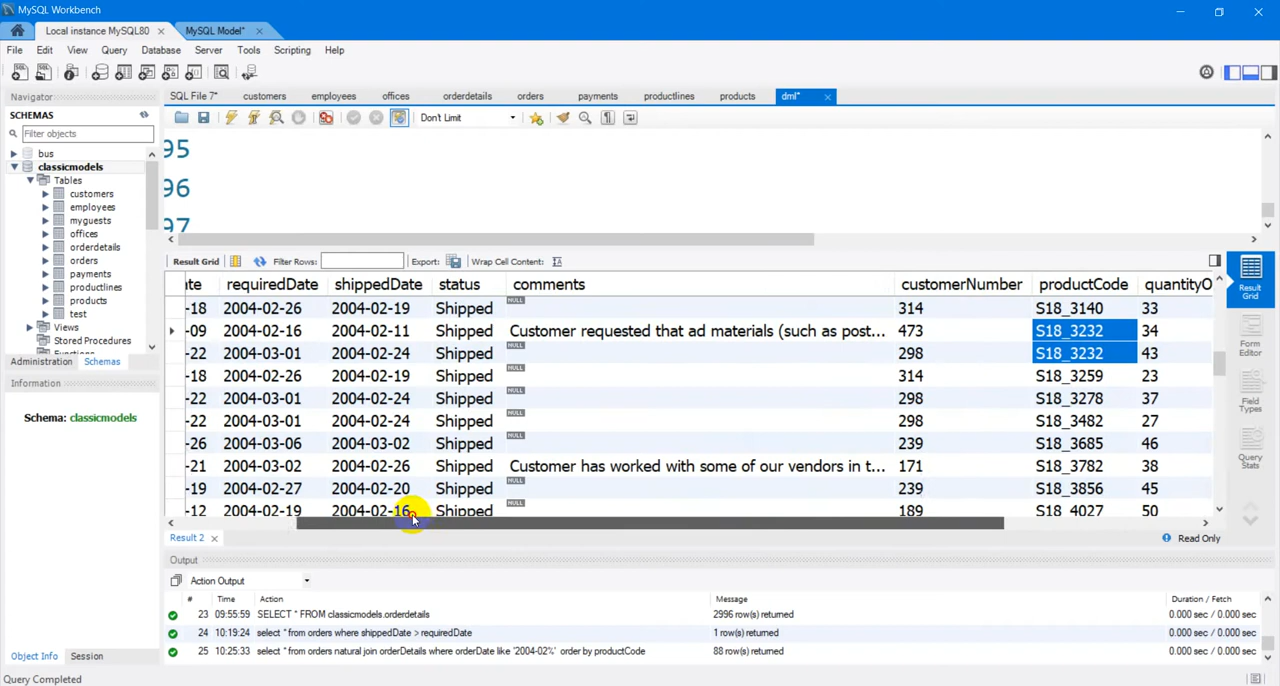 MySQL Workbench
Local instance MySQL80 MySQL Model*
File Edit View Query Database Server Tools Scripting Help
Navigator SQL File 7* customers employees offices orderdetails orders payments productlines products dml*
SCHEMAS
Don't Limit
Filter objects
bus
classicmodels
Tables
customers
employees
myguests
offices
orderdetails
orders
payments
productlines
products
test
Views
Stored Procedures
Administration Schemas
Information
Schema: classicmodels
Object Info Session
Query Completed
95
96
97
Result Grid Filter Rows: Export: Wrap Cell Content:
requiredDate shippedDate status comments customerNumber productCode quantityO
-18 2004-02-26 2004-02-19 Shipped NULL 314 S18_3140 33
-09 2004-02-16 2004-02-11 Shipped Customer requested that ad materials (such as post... 473 S18_3232 34
-22 2004-03-01 2004-02-24 Shipped NULL 298 S18_3232 43
-18 2004-02-26 2004-02-19 Shipped NULL 314 S18_3259 23
-22 2004-03-01 2004-02-24 Shipped NULL 298 S18_3278 37
-22 2004-03-01 2004-02-24 Shipped NULL 298 S18_3482 27
-26 2004-03-06 2004-03-02 Shipped NULL 239 S18_3685 46
-21 2004-03-02 2004-02-26 Shipped Customer has worked with some of our vendors in t... 171 S18_3782 38
-19 2004-02-27 2004-02-20 Shipped NULL 239 S18_3856 45
-12 2004-02-19 2004-02-16 Shipped NULL 189 S18_4027 50
Result Grid
Form Editor
Field Types
Query Stats
Result 2 Read Only
Output
Action Output
# Time Action Message Duration / Fetch
23 09:55:59 SELECT * FROM classicmodels.orderdetails 2996 row(s) returned 0.000 sec / 0.000 sec
24 10:19:24 select * from orders where shippedDate > requiredDate 1 row(s) returned 0.000 sec / 0.000 sec
25 10:25:33 select * from orders natural join orderDetails where orderDate like '2004-02%' order by productCode 88 row(s) returned 0.000 sec / 0.000 sec